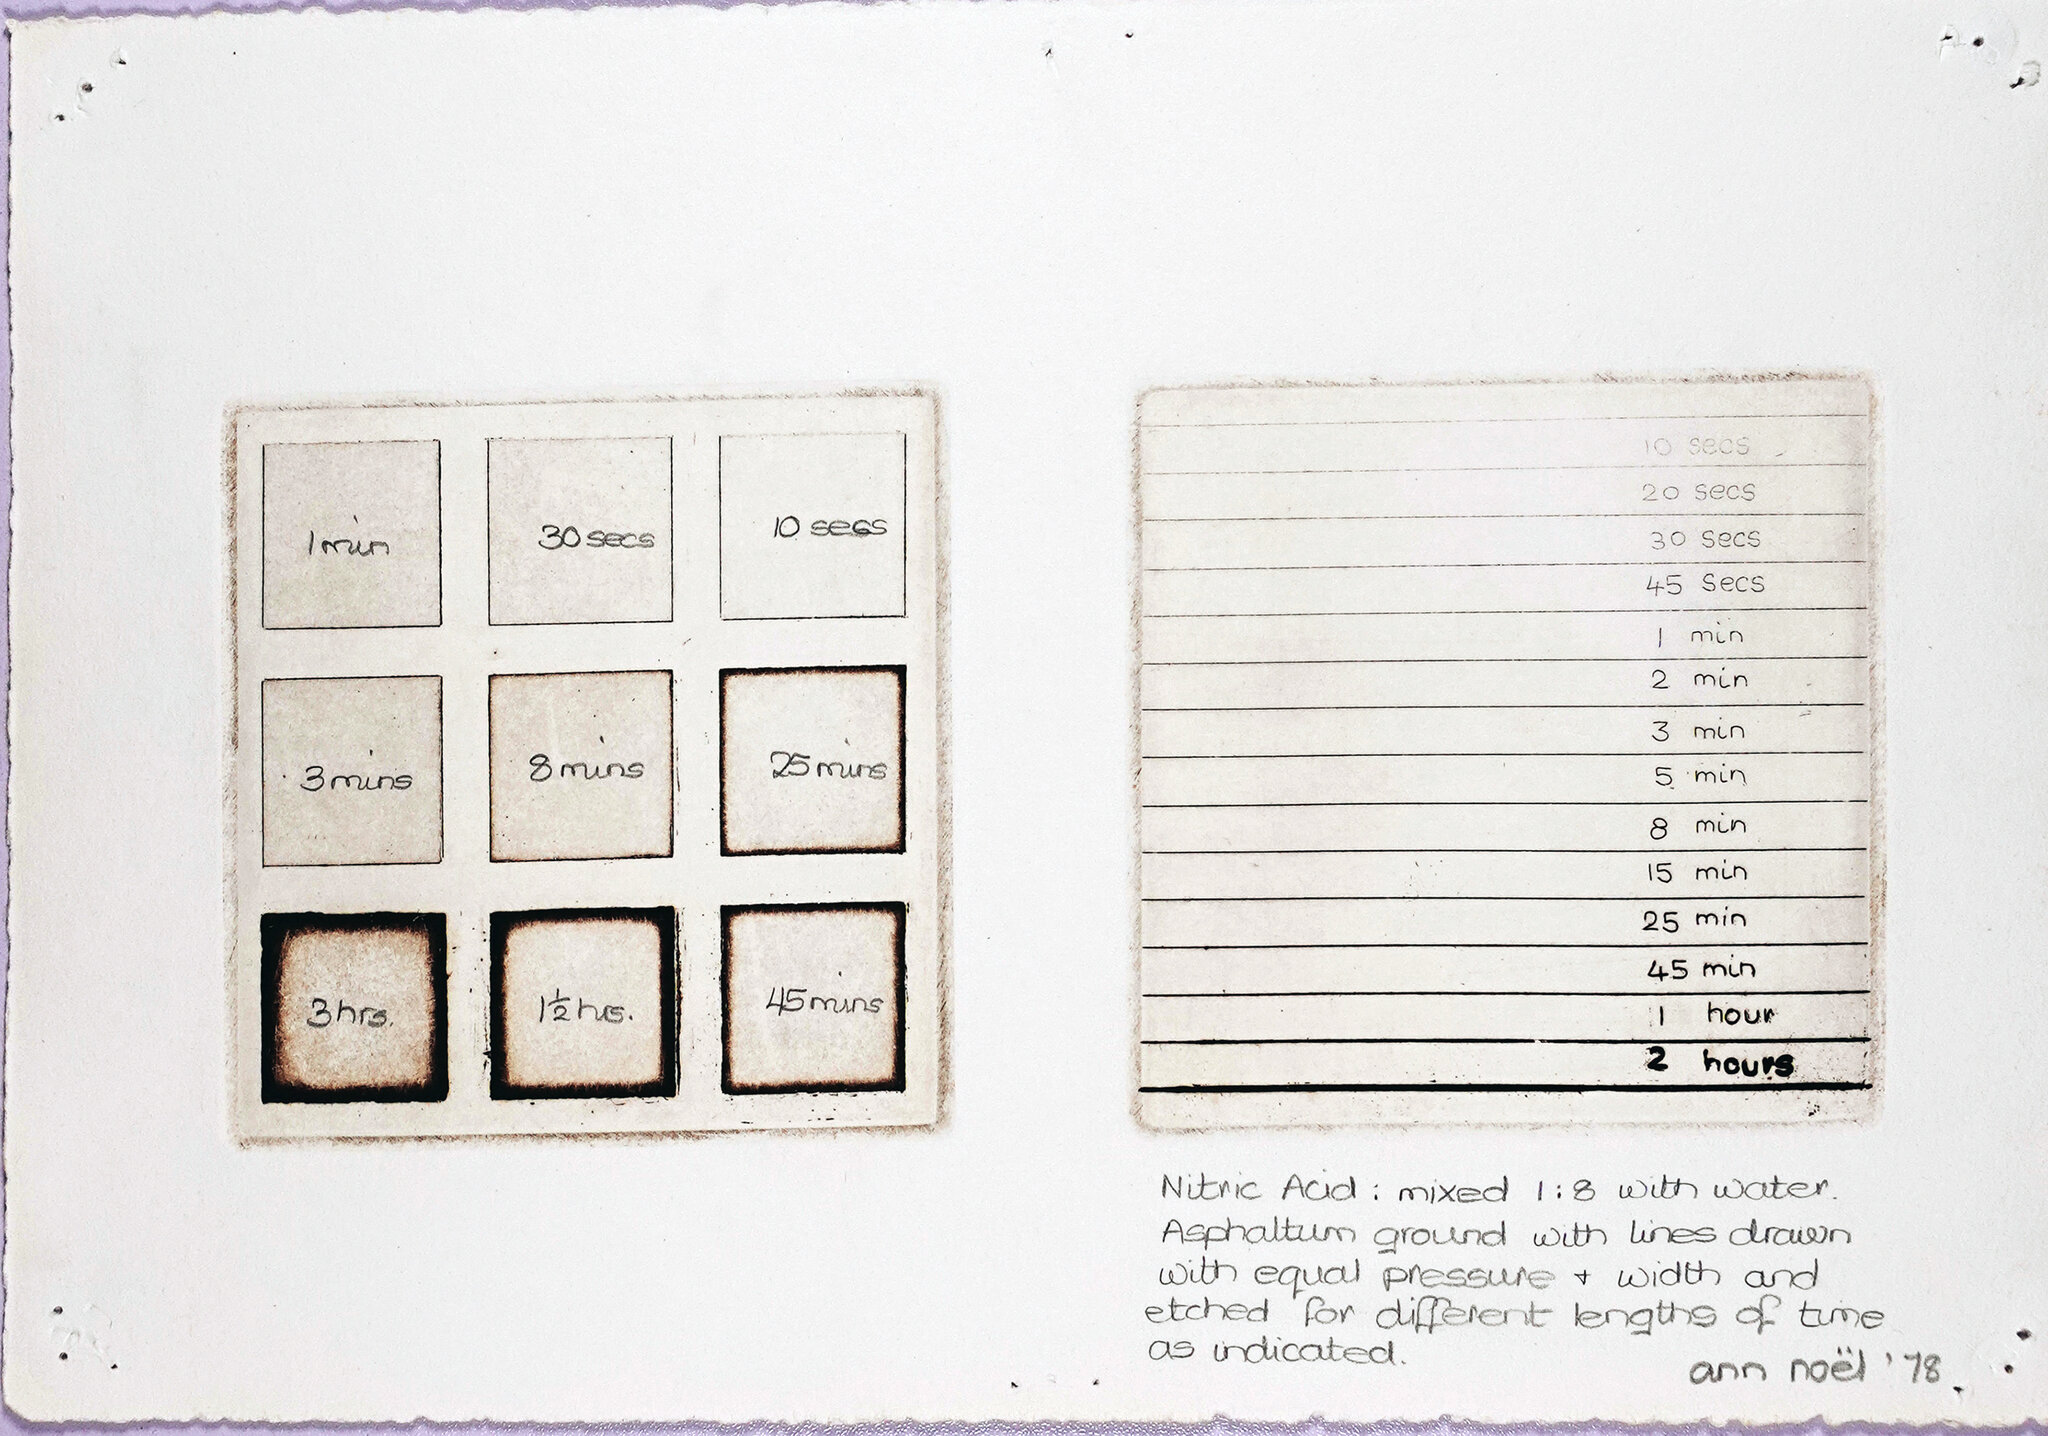 1 min 30 secs 10 secs
3 mins 8 mins 25 mins
3 hrs. 1½ hrs. 45 mins
10 secs
20 secs
30 secs
45 secs
1 min
2 min
3 min
5 min
8 min
15 min
25 min
45 min
1 hour
2 hours
Nitric Acid : mixed 1:8 with water.
Asphaltum ground with lines drawn
with equal pressure + width and
etched for different lengths of time
as indicated.
ann noël '78